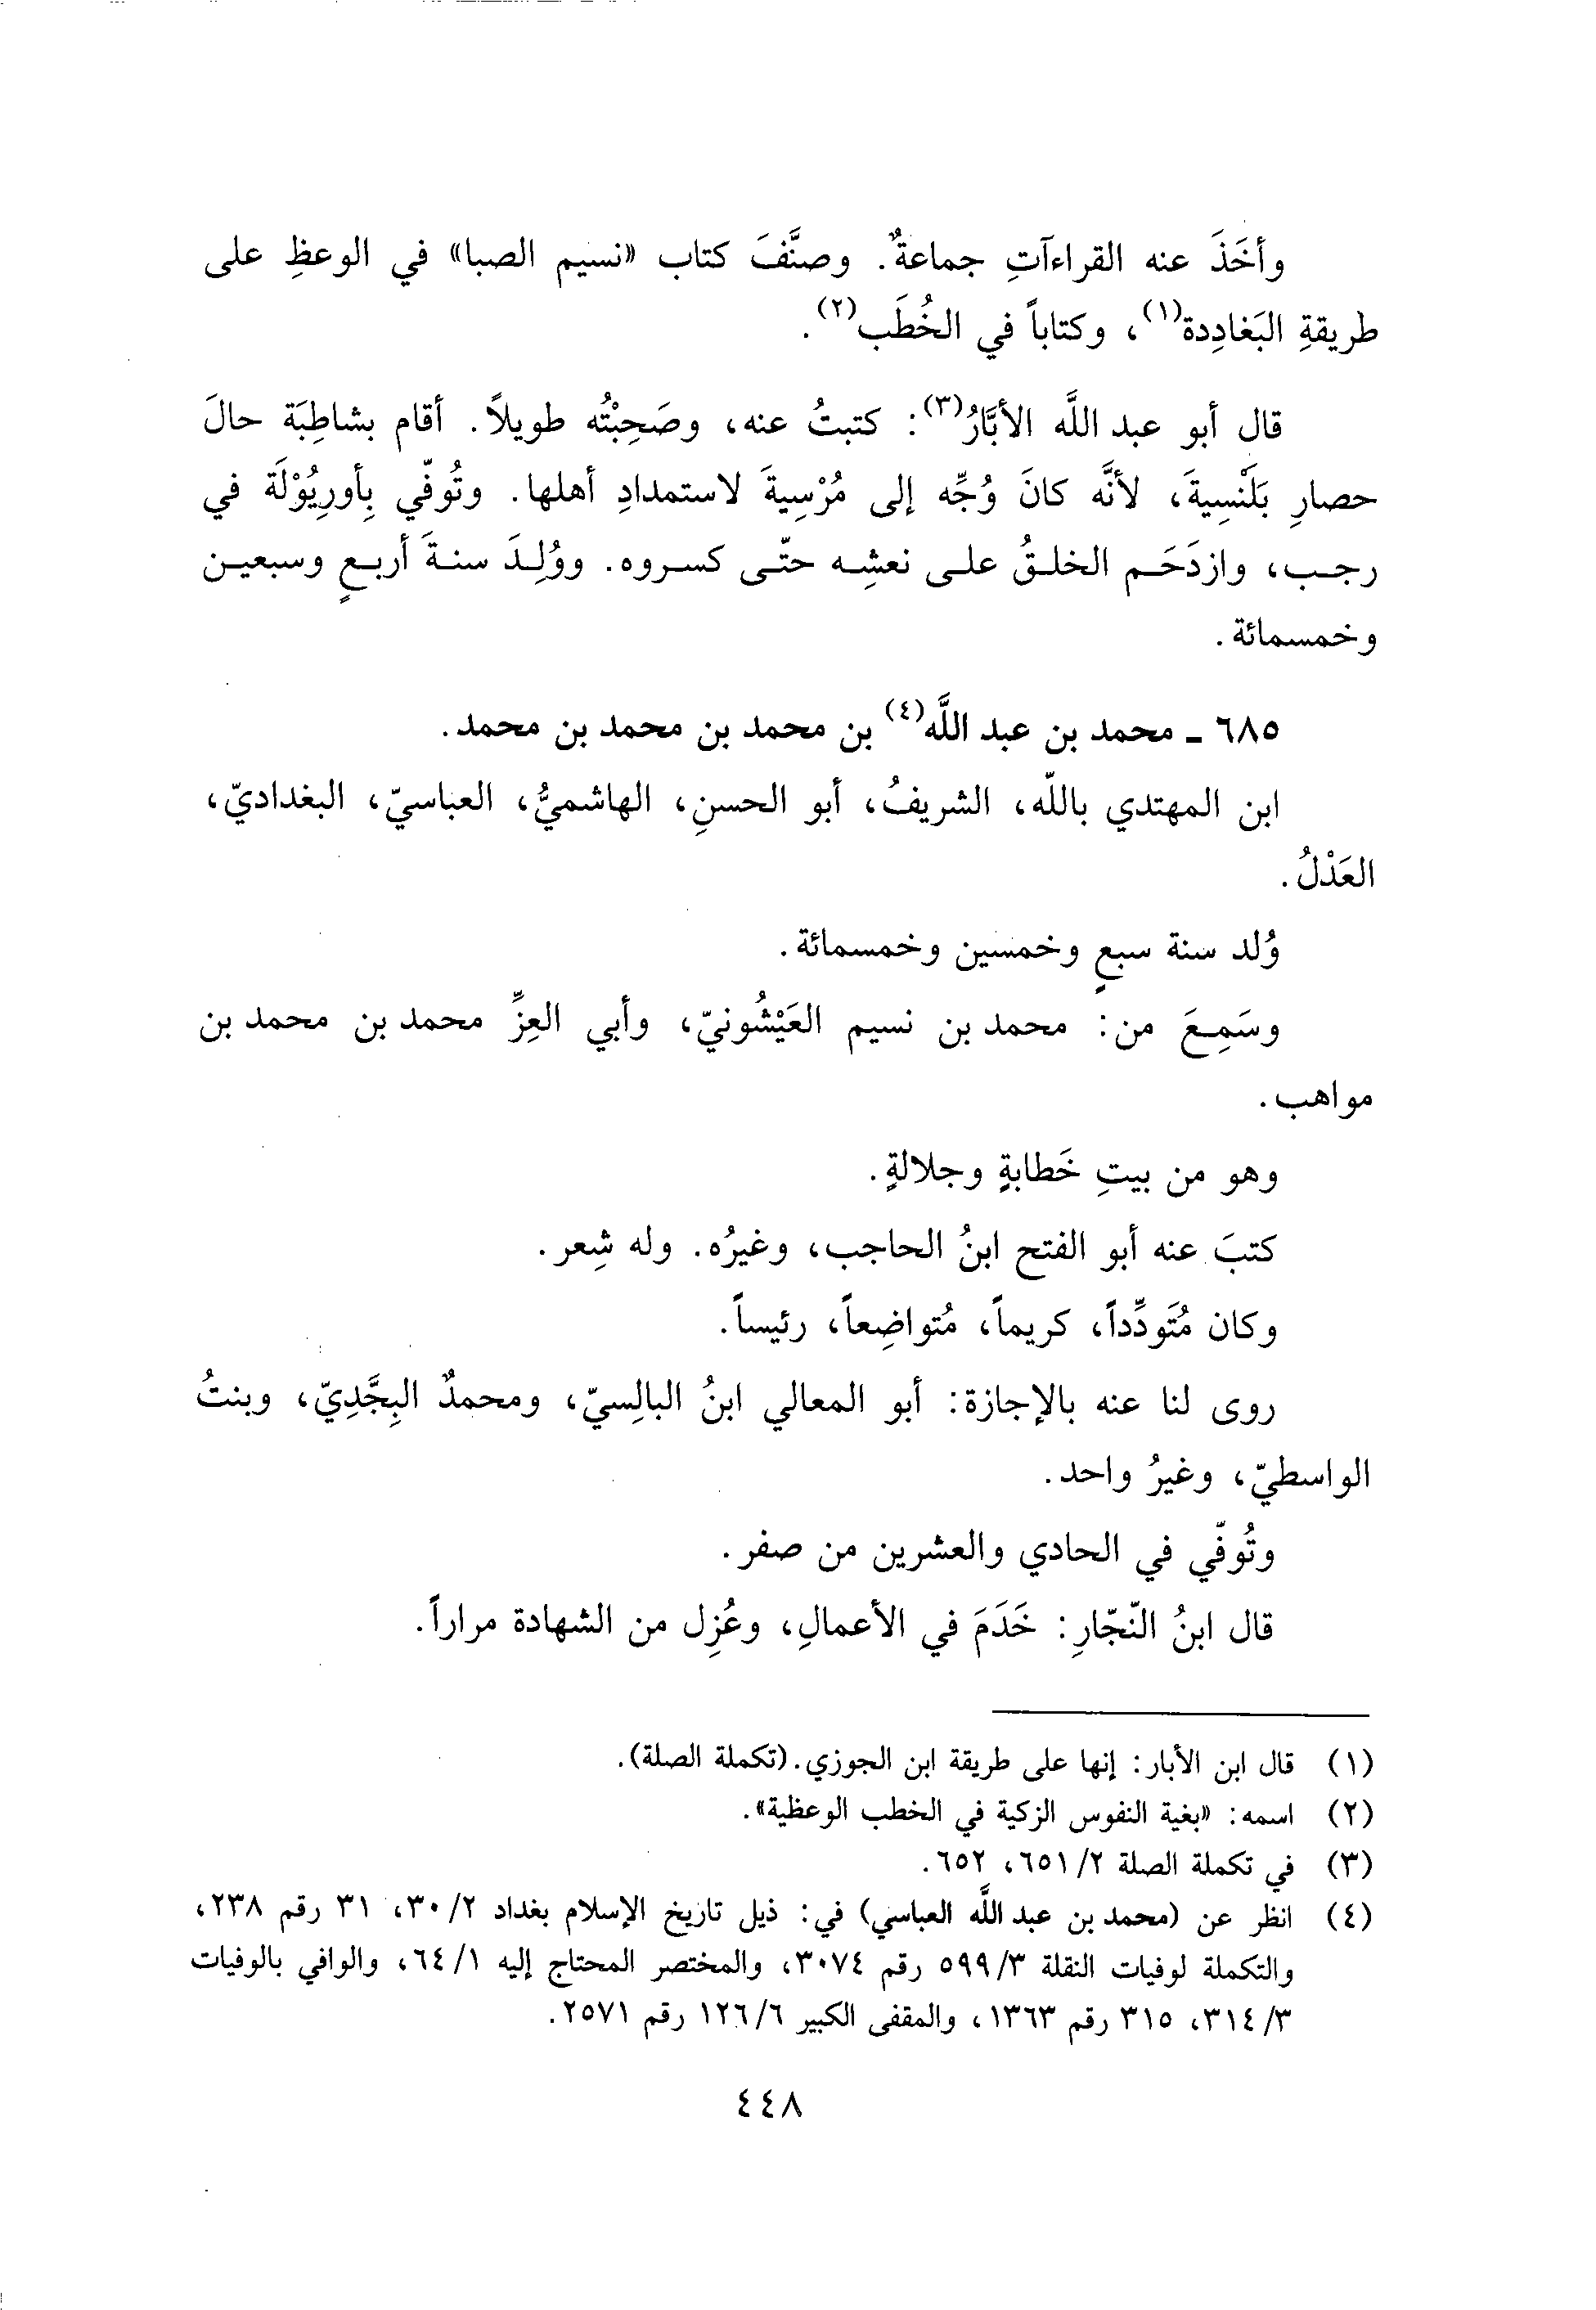 وأَخَذَ عنه القراءآتِ جماعةٌ. وصنَّفَ كتاب «نسيم الصبا» في الوعظِ على
طريقةِ البَغادِدة(١)، وكتاباً في الخُطَب(٢).
قال أبو عبد اللَّه الأبَّارُ(٣): كتبتُ عنه، وصَحِبْتُه طويلاً. أقام بشاطِبَة حالَ
حصارِ بَلَنْسِيةَ، لأنَّه كانَ وُجِّه إلى مُرْسِيةَ لاستمدادِ أهلها. وتُوفّي بِأورِيُوْلَة في
رجب، وازدَحَم الخلقُ على نعشِه حتّى كسروه. ووُلِدَ سنةَ أربعٍ وسبعين
وخمسمائة.
٦٨٥ ـ محمد بن عبد اللَّه(٤) بن محمد بن محمد بن محمد.
ابن المهتدي باللّه، الشريفُ، أبو الحسنِ، الهاشميُّ، العباسيّ، البغداديّ،
العَدْلُ.
وُلد سنة سبعٍ وخمسين وخمسمائة.
وسَمِعَ من: محمد بن نسيم العَيْشُونيّ، وأبي العِزِّ محمد بن محمد بن
مواهب.
وهو من بيتِ خَطابةٍ وجلالةٍ.
كتبَ عنه أبو الفتح ابنُ الحاجب، وغيرُه. وله شِعر.
وكان مُتَودِّداً، كريماً، مُتواضِعاً، رئيساً.
روى لنا عنه بالإجازة: أبو المعالي ابنُ البالِسيّ، ومحمدٌ البِجَّدِيّ، وبنتُ
الواسطيّ، وغيرُ واحد.
وتُوفّي في الحادي والعشرين من صفر.
قال ابنُ النّجّارِ: خَدَمَ في الأعمالِ، وعُزِل من الشهادة مراراً.
(١) قال ابن الأبار: إنها على طريقة ابن الجوزي. (تكملة الصلة).
(٢) اسمه: «بغية النفوس الزكية في الخطب الوعظية».
(٣) في تكملة الصلة ٢/ ٦٥١، ٦٥٢.
(٤) انظر عن (محمد بن عبد اللَّه العباسي) في: ذيل تاريخ الإسلام بغداد ٢/ ٣٠، ٣١ رقم ٢٣٨،
والتكملة لوفيات النقلة ٣/ ٥٩٩ رقم ٣٠٧٤، والمختصر المحتاج إليه ١/ ٦٤، والوافي بالوفيات
٣/ ٣١٤، ٣١٥ رقم ١٣٦٣، والمقفى الكبير ٦/ ١٢٦ رقم ٢٥٧١.
٤٤٨